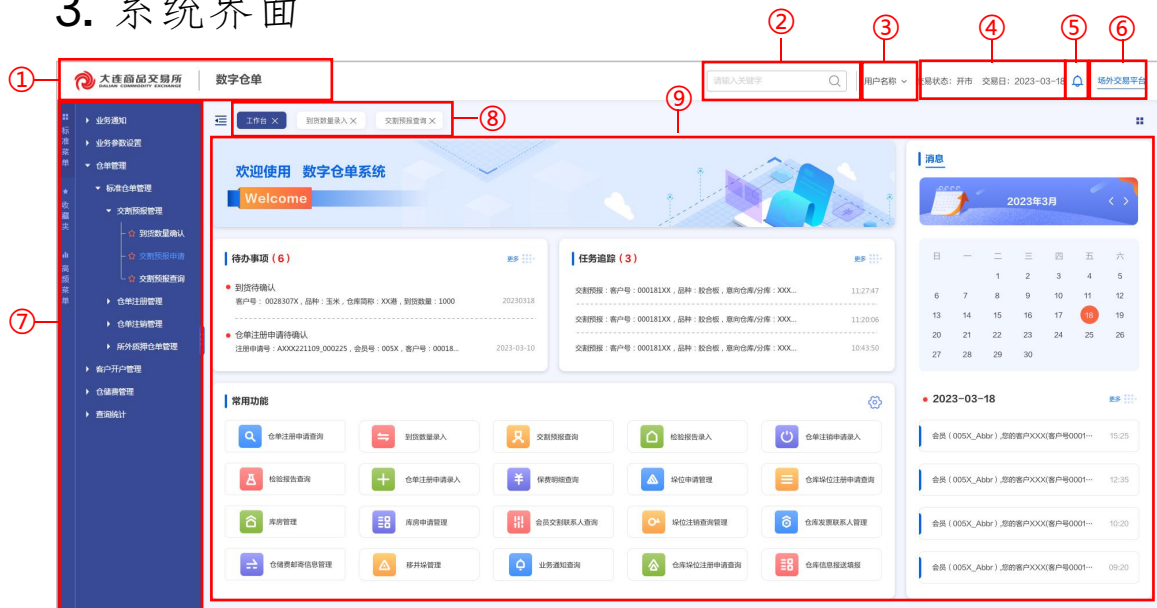 3. 系统界面
② ③ ④ ⑤ ⑥
① 大连商品交易所 DALIAN COMMODITY EXCHANGE 数字仓单 请输入关键字 用户名称 交易状态：开市 交易日：2023-03-18 场外交易平台
⑨
⑧
工作台 × 到货数量录入 × 交割预报查询 ×
标准菜单
收藏夹
高频菜单
⑦
业务通知
业务参数设置
仓单管理
标准仓单管理
交割预报管理
到货数量确认
交割预报申请
交割预报查询
仓单注册管理
仓单注销管理
所外质押仓单管理
客户开户管理
仓储费管理
查询统计
欢迎使用 数字仓单系统
Welcome
待办事项（6） 更多
到货待确认
客户号：0028307X，品种：玉米，仓库简称：XX港，到货数量：1000 20230318
仓单注册申请待确认
注册申请号：AXXX221109_000225，会员号：005X，客户号：00018... 2023-03-10
任务追踪（3） 更多
交割预报：客户号：000181XX，品种：胶合板，意向仓库/分库：XXX... 11:27:47
交割预报：客户号：000181XX，品种：胶合板，意向仓库/分库：XXX... 11:20:06
交割预报：客户号：000181XX，品种：胶合板，意向仓库/分库：XXX... 10:43:50
常用功能
仓单注册申请查询 到货数量录入 交割预报查询 检验报告录入 仓单注销申请录入
检验报告查询 仓单注册申请录入 保费明细查询 垛位申请管理 仓库垛位注册申请查询
库房管理 库房申请管理 会员交割联系人查询 垛位注销查询管理 仓库发票联系人管理
仓储费邮寄信息管理 移并垛管理 业务通知查询 仓库垛位注册申请查询 仓库信息报送填报
消息
2023年3月
日 一 二 三 四 五 六
1 2 3 4 5
6 7 8 9 10 11 12
13 14 15 16 17 18 19
20 21 22 23 24 25 26
27 28 29 30
2023-03-18 更多
会员（005X_Abbr）,您的客户XXX(客户号0001··· 15:25
会员（005X_Abbr）,您的客户XXX(客户号0001··· 12:35
会员（005X_Abbr）,您的客户XXX(客户号0001··· 10:20
会员（005X_Abbr）,您的客户XXX(客户号0001··· 09:20